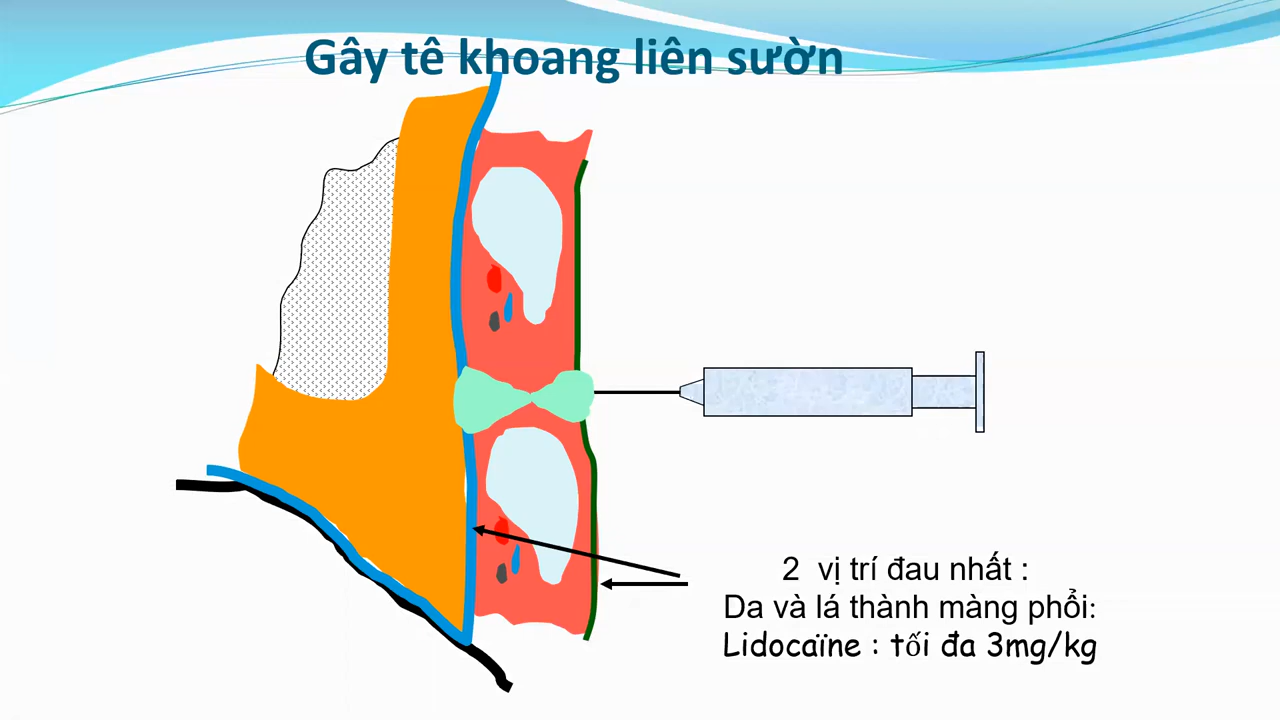 Gây tê khoang liên sườn
2 vị trí đau nhất :
Da và lá thành màng phổi:
Lidocaïne : tối đa 3mg/kg